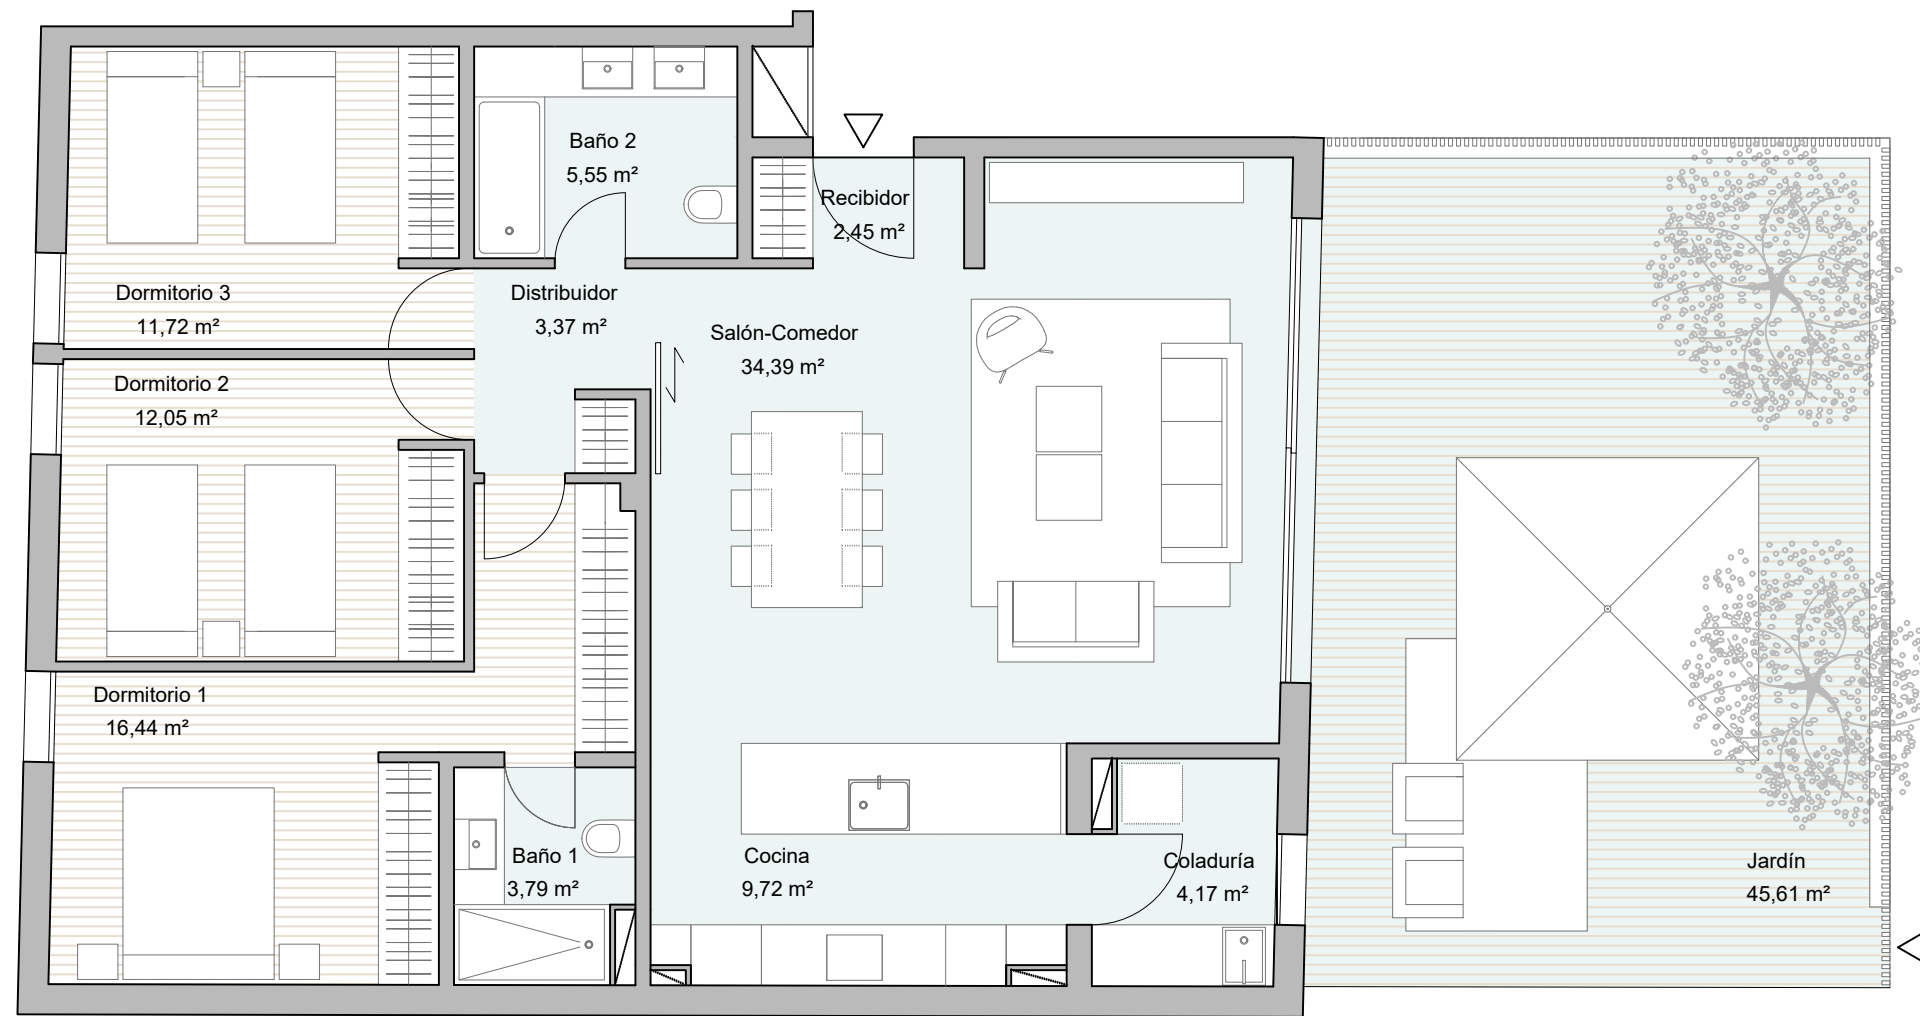 Baño 2
5,55 m²
Recibidor
2,45 m²
Dormitorio 3
11,72 m²
Distribuidor
3,37 m²
Salón-Comedor
34,39 m²
Dormitorio 2
12,05 m²
Dormitorio 1
16,44 m²
Baño 1
3,79 m²
Cocina
9,72 m²
Coladuría
4,17 m²
Jardín
45,61 m²